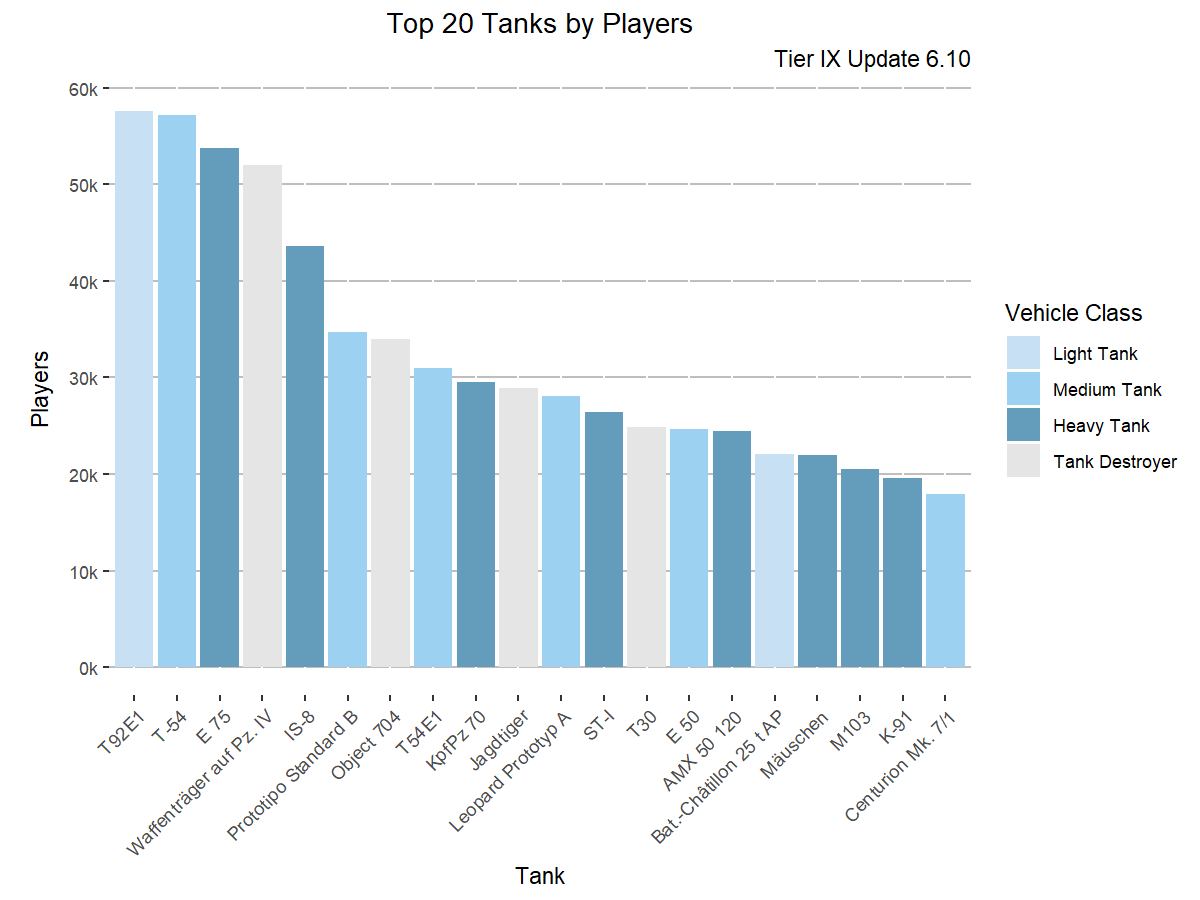 Top 20 Tanks by Players
Tier IX Update 6.10
60k
50k
40k
30k
20k
10k
0k
Players
T92E1
T-54
E 75
Waffenträger auf Pz. IV
IS-8
Prototipo Standard B
Object 704
T54E1
KpfPz 70
Jagdtiger
Leopard Prototyp A
ST-I
T30
E 50
AMX 50 120
Bat.-Châtillon 25 t AP
Mäuschen
M103
K-91
Centurion Mk. 7/1
Tank
Vehicle Class
Light Tank
Medium Tank
Heavy Tank
Tank Destroyer